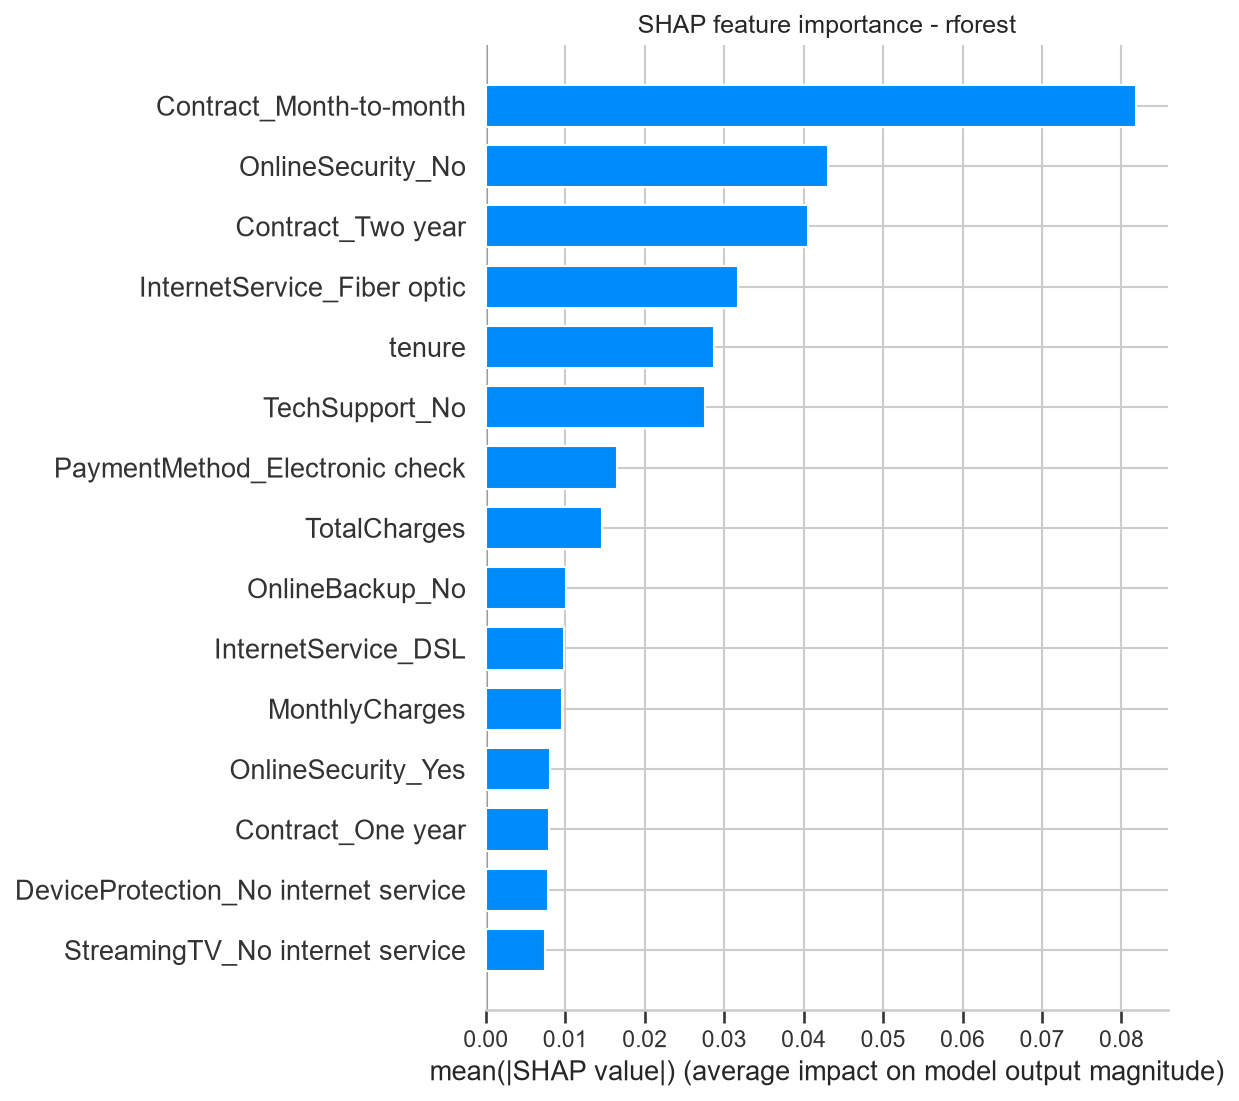 SHAP feature importance - rforest
Contract_Month-to-month
OnlineSecurity_No
Contract_Two year
InternetService_Fiber optic
tenure
TechSupport_No
PaymentMethod_Electronic check
TotalCharges
OnlineBackup_No
InternetService_DSL
MonthlyCharges
OnlineSecurity_Yes
Contract_One year
DeviceProtection_No internet service
StreamingTV_No internet service
0.00 0.01 0.02 0.03 0.04 0.05 0.06 0.07 0.08
mean(|SHAP value|) (average impact on model output magnitude)